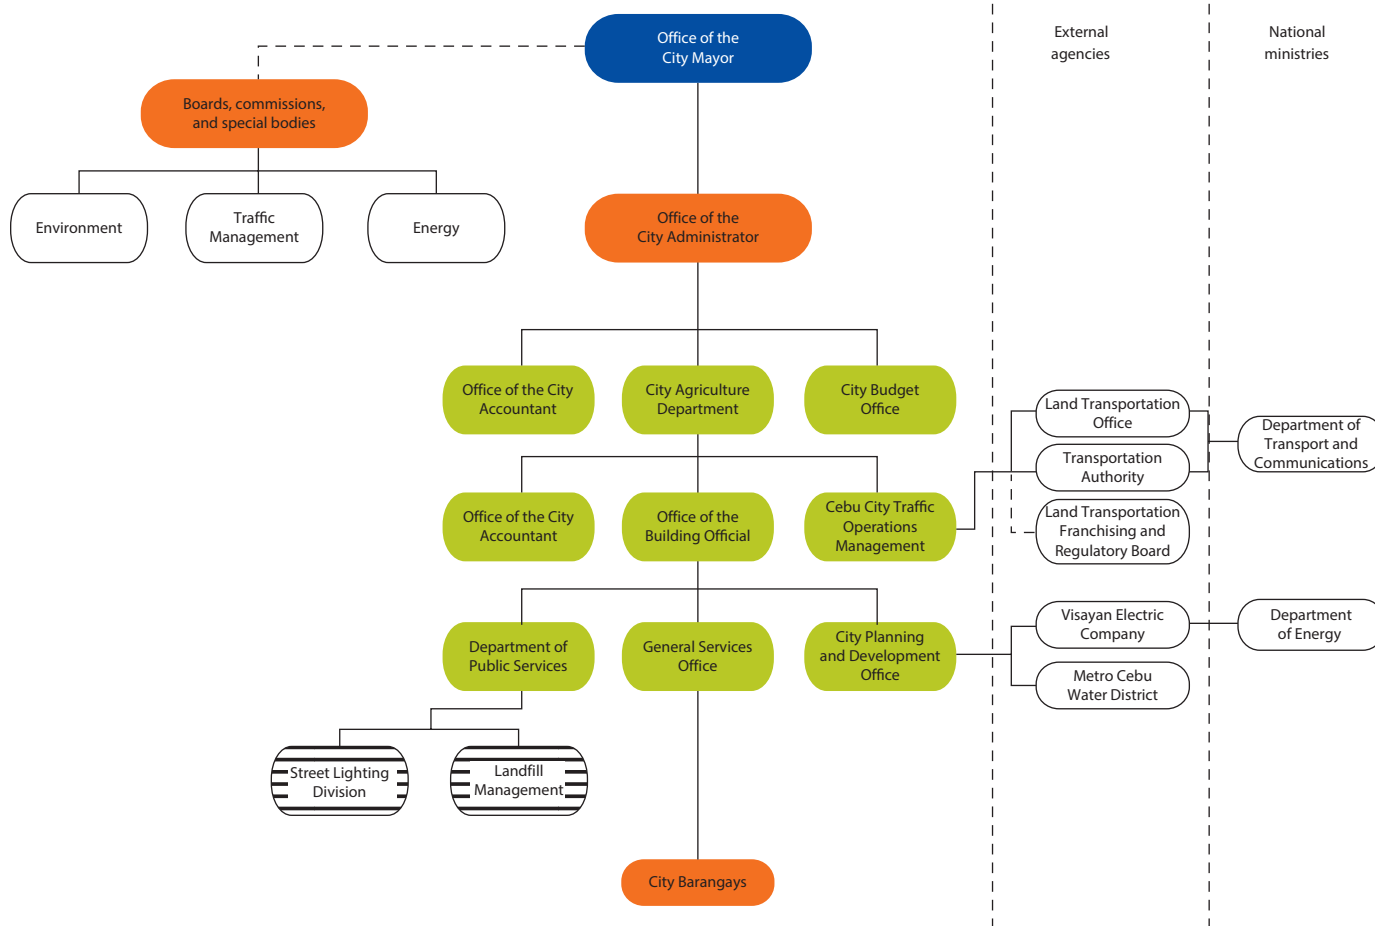 Office of the
City Mayor
External
agencies
National
ministries
Boards, commissions,
and special bodies
Environment
Traffic
Management
Energy
Office of the
City Administrator
Office of the City
Accountant
City Agriculture
Department
City Budget
Office
Land Transportation
Office
Transportation
Authority
Land Transportation
Franchising and
Regulatory Board
Department of
Transport and
Communications
Office of the City
Accountant
Office of the
Building Official
Cebu City Traffic
Operations
Management
Department of
Public Services
General Services
Office
City Planning
and Development
Office
Visayan Electric
Company
Metro Cebu
Water District
Department
of Energy
Street Lighting
Division
Landfill
Management
City Barangays